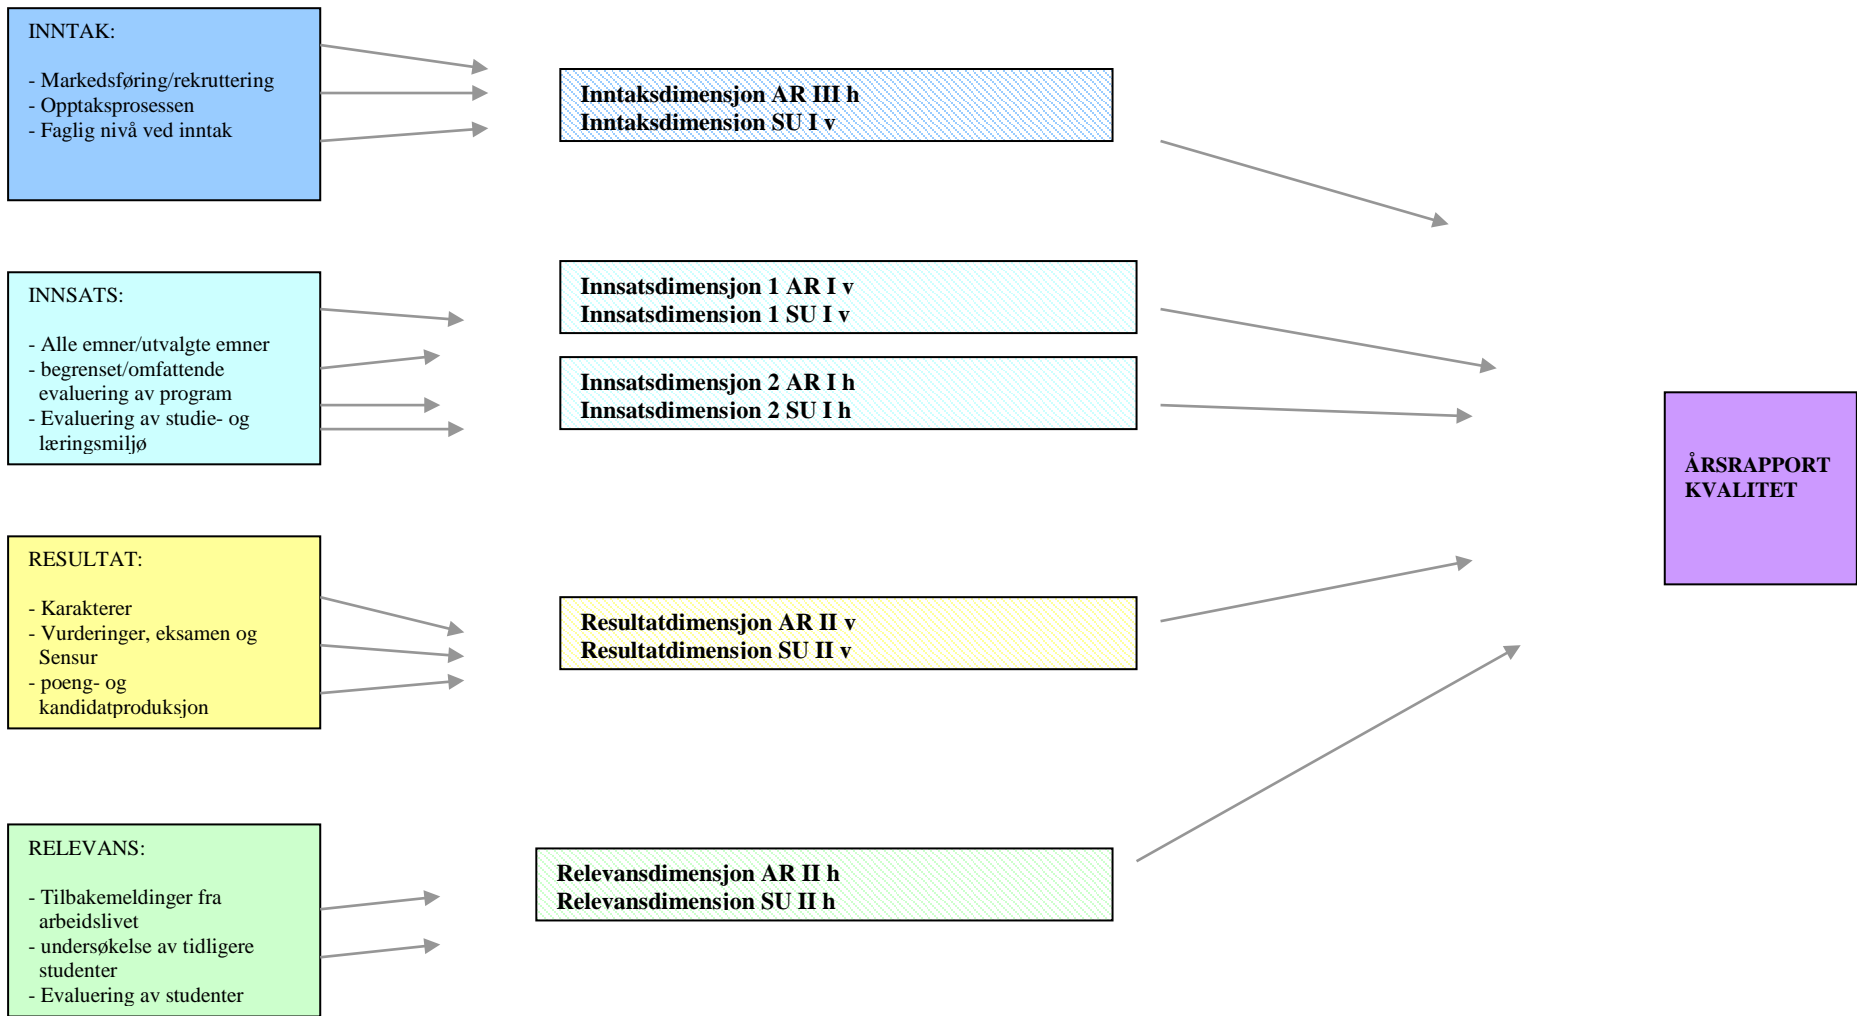 INNTAK:
- Markedsføring/rekruttering
- Opptaksprosessen
- Faglig nivå ved inntak
Inntaksdimensjon AR III h
Inntaksdimensjon SU I v
INNSATS:
- Alle emner/utvalgte emner
- begrenset/omfattende
evaluering av program
- Evaluering av studie- og
læringsmiljø
Innsatsdimensjon 1 AR I v
Innsatsdimensjon 1 SU I v
Innsatsdimensjon 2 AR I h
Innsatsdimensjon 2 SU I h
RESULTAT:
- Karakterer
- Vurderinger, eksamen og
Sensur
- poeng- og
kandidatproduksjon
Resultatdimensjon AR II v
Resultatdimensjon SU II v
RELEVANS:
- Tilbakemeldinger fra
arbeidslivet
- undersøkelse av tidligere
studenter
- Evaluering av studenter
Relevansdimensjon AR II h
Relevansdimensjon SU II h
ÅRSRAPPORT
KVALITET